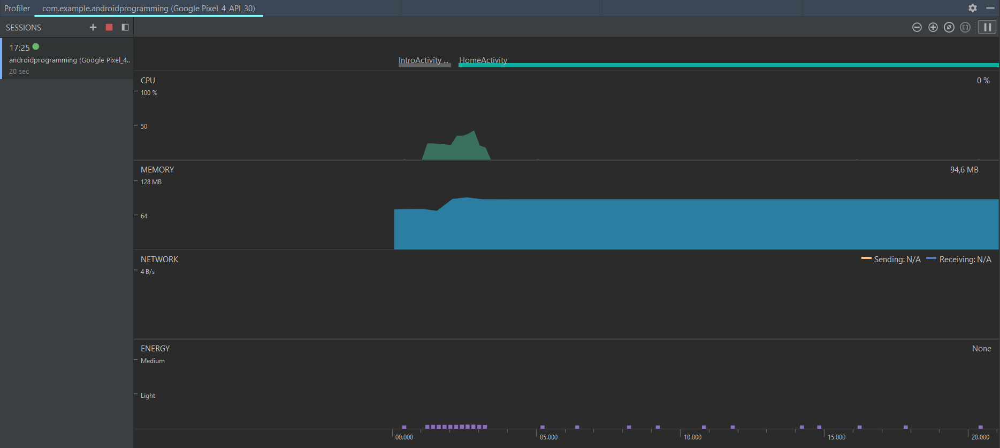 Profiler com.example.androidprogramming (Google Pixel_4_API_30)
SESSIONS
17:25
androidprogramming (Google Pixel_4..
20 sec
IntroActivity ... HomeActivity
CPU 0 %
100 %
50
MEMORY 94,6 MB
128 MB
64
NETWORK Sending: N/A Receiving: N/A
4 B/s
ENERGY None
Medium
Light
00.000 05.000 10.000 15.000 20.000